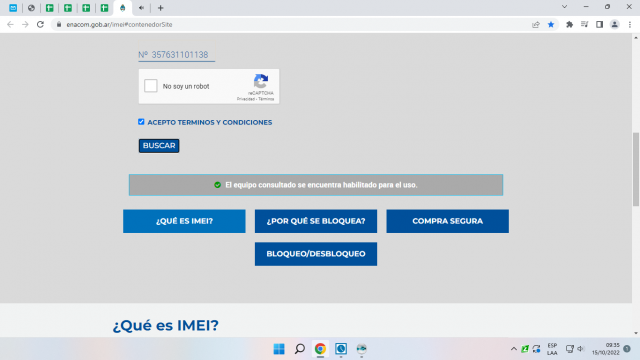 enacom.gob.ar/imei#contenedorSite
Nº 357631101138
No soy un robot
reCAPTCHA
Privacidad - Términos
ACEPTO TERMINOS Y CONDICIONES
BUSCAR
El equipo consultado se encuentra habilitado para el uso.
¿QUÉ ES IMEI?
¿POR QUÉ SE BLOQUEA?
COMPRA SEGURA
BLOQUEO/DESBLOQUEO
¿Qué es IMEI?
ESP
LAA
09:35
15/10/2022